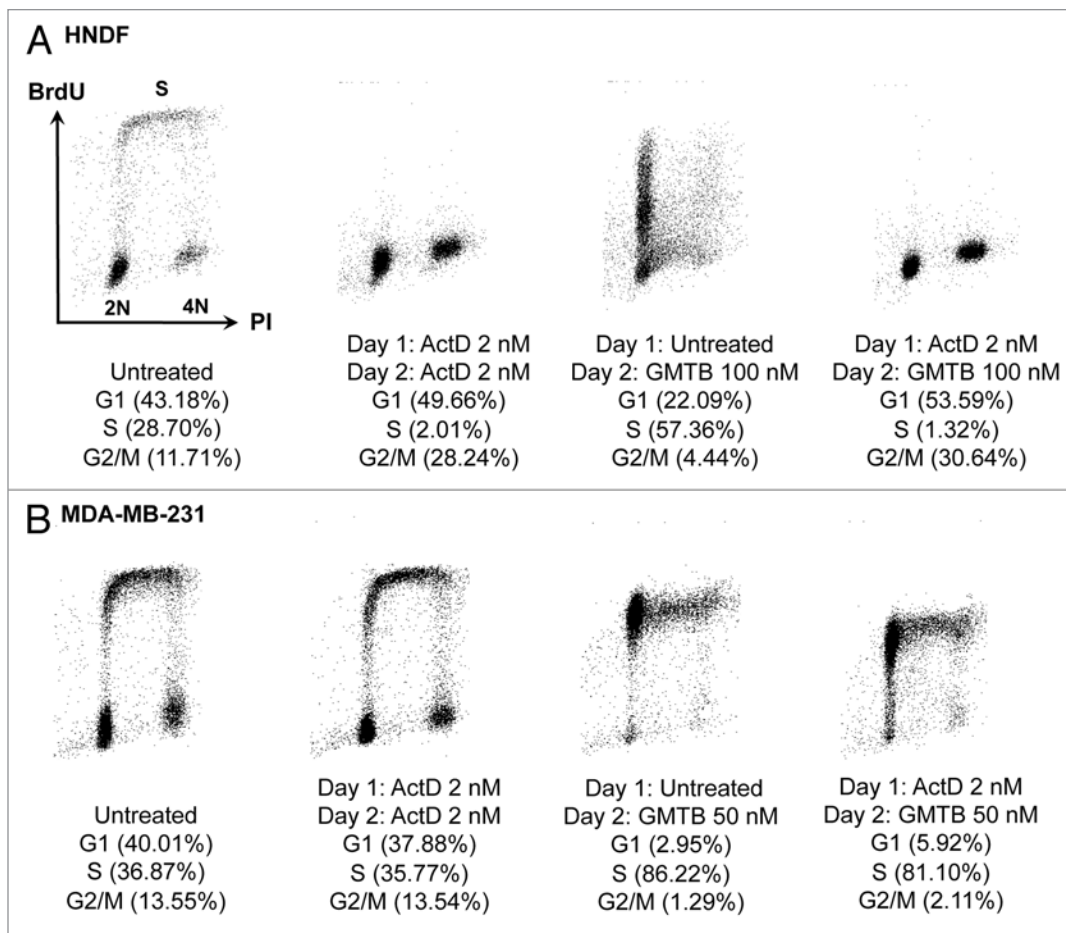 A HNDF
BrdU
S
2N
4N
PI
Untreated
G1 (43.18%)
S (28.70%)
G2/M (11.71%)
Day 1: ActD 2 nM
Day 2: ActD 2 nM
G1 (49.66%)
S (2.01%)
G2/M (28.24%)
Day 1: Untreated
Day 2: GMTB 100 nM
G1 (22.09%)
S (57.36%)
G2/M (4.44%)
Day 1: ActD 2 nM
Day 2: GMTB 100 nM
G1 (53.59%)
S (1.32%)
G2/M (30.64%)
B MDA-MB-231
Untreated
G1 (40.01%)
S (36.87%)
G2/M (13.55%)
Day 1: ActD 2 nM
Day 2: ActD 2 nM
G1 (37.88%)
S (35.77%)
G2/M (13.54%)
Day 1: Untreated
Day 2: GMTB 50 nM
G1 (2.95%)
S (86.22%)
G2/M (1.29%)
Day 1: ActD 2 nM
Day 2: GMTB 50 nM
G1 (5.92%)
S (81.10%)
G2/M (2.11%)